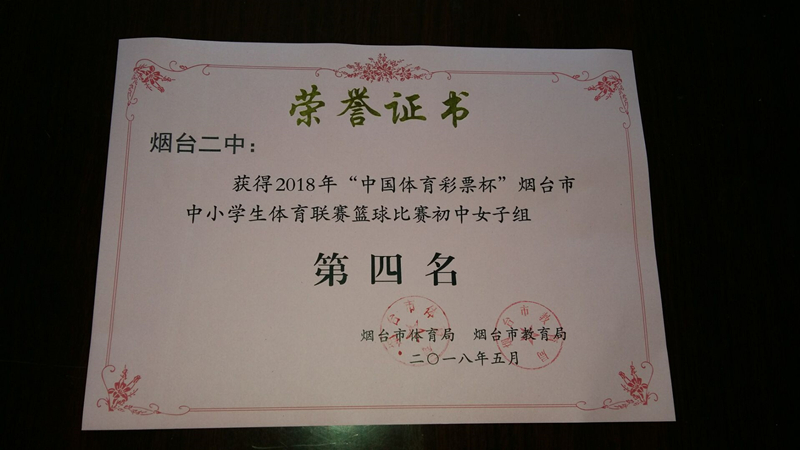 荣誉证书
烟台二中：
获得2018年“中国体育彩票杯”烟台市
中小学生体育联赛篮球比赛初中女子组
第四名
烟台市体育局 烟台市教育局
二〇一八年五月